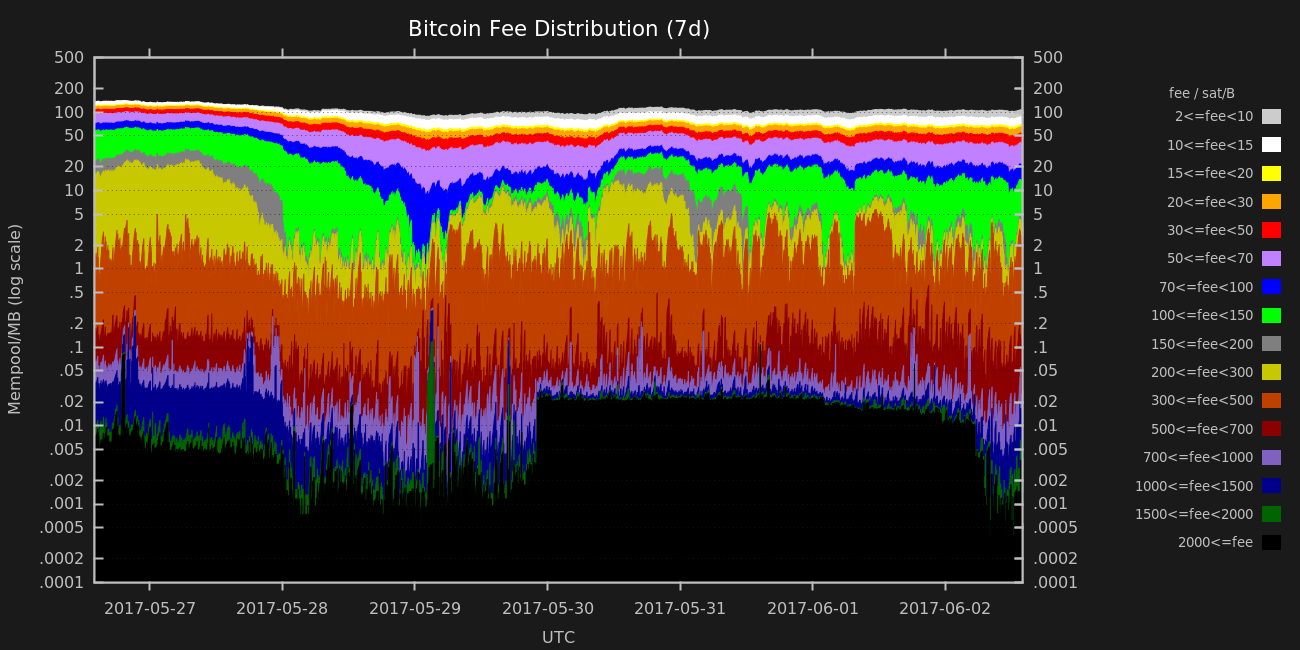 Bitcoin Fee Distribution (7d)
500 500
200 200
100 100
50 50
20 20
10 10
5 5
2 2
1 1
.5 .5
.2 .2
.1 .1
.05 .05
.02 .02
.01 .01
.005 .005
.002 .002
.001 .001
.0005 .0005
.0002 .0002
.0001 .0001
Mempool/MB (log scale)
2017-05-27 2017-05-28 2017-05-29 2017-05-30 2017-05-31 2017-06-01 2017-06-02
UTC
fee / sat/B
2<=fee<10
10<=fee<15
15<=fee<20
20<=fee<30
30<=fee<50
50<=fee<70
70<=fee<100
100<=fee<150
150<=fee<200
200<=fee<300
300<=fee<500
500<=fee<700
700<=fee<1000
1000<=fee<1500
1500<=fee<2000
2000<=fee